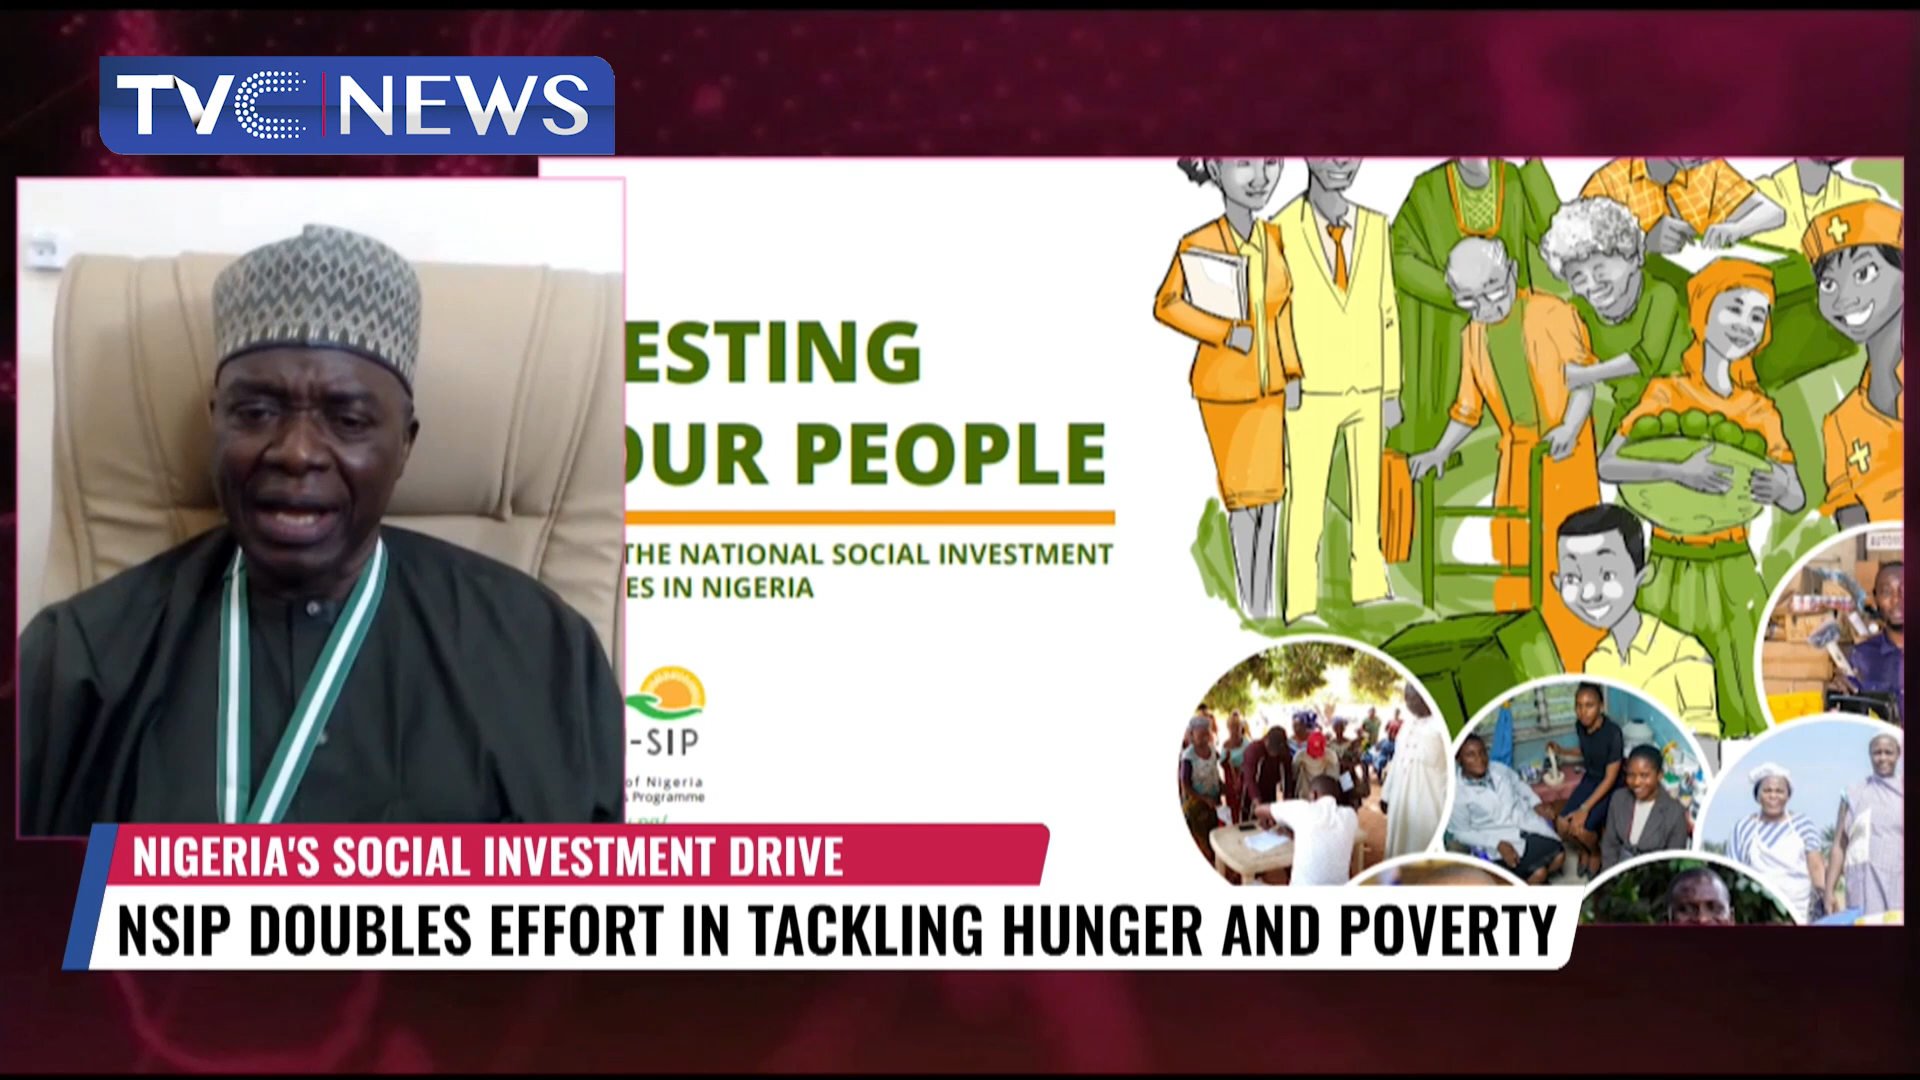 TVC NEWS
ESTING
OUR PEOPLE
THE NATIONAL SOCIAL INVESTMENT
ES IN NIGERIA
-SIP
of Nigeria
Programme
NIGERIA'S SOCIAL INVESTMENT DRIVE
NSIP DOUBLES EFFORT IN TACKLING HUNGER AND POVERTY